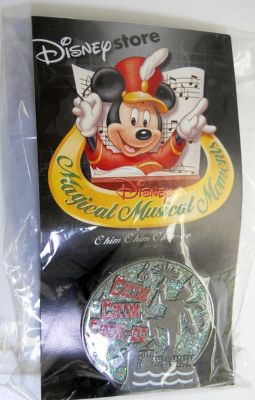 Disney store
Disney
Magical Musical Moments
Chim Chim Cher-ee
CHIM
CHIM
CHER-EE